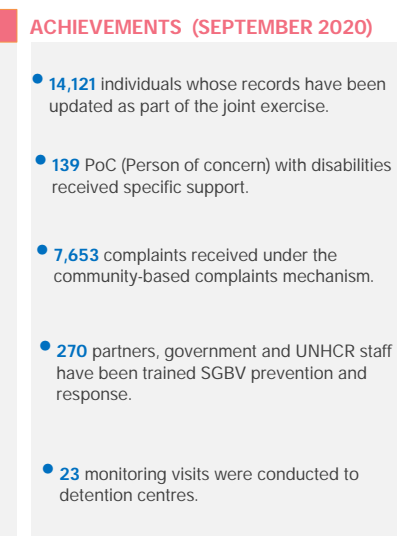 ACHIEVEMENTS (SEPTEMBER 2020)
• 14,121 individuals whose records have been
updated as part of the joint exercise.
• 139 PoC (Person of concern) with disabilities
received specific support.
• 7,653 complaints received under the
community-based complaints mechanism.
• 270 partners, government and UNHCR staff
have been trained SGBV prevention and
response.
• 23 monitoring visits were conducted to
detention centres.